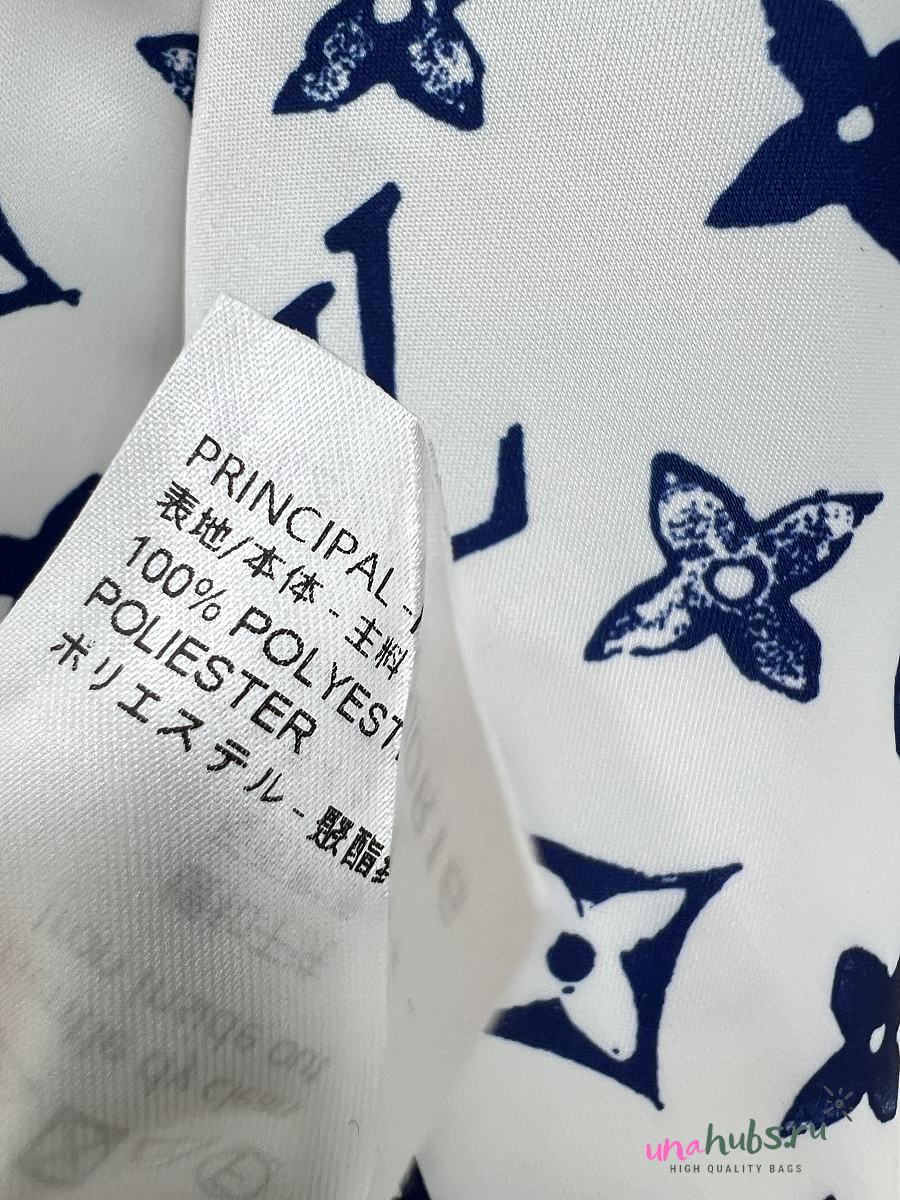 PRINCIPAL -
表地/本体 - 主料
100% POLYEST
POLIESTER
ポリエステル - 聚酯
unahubs.ru
HIGH QUALITY BAGS